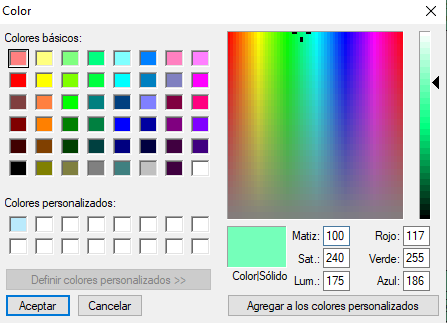 Color
Colores básicos:
Colores personalizados:
Definir colores personalizados >>
Aceptar Cancelar
Color|Sólido
Matiz: 100 Rojo: 117
Sat.: 240 Verde: 255
Lum.: 175 Azul: 186
Agregar a los colores personalizados